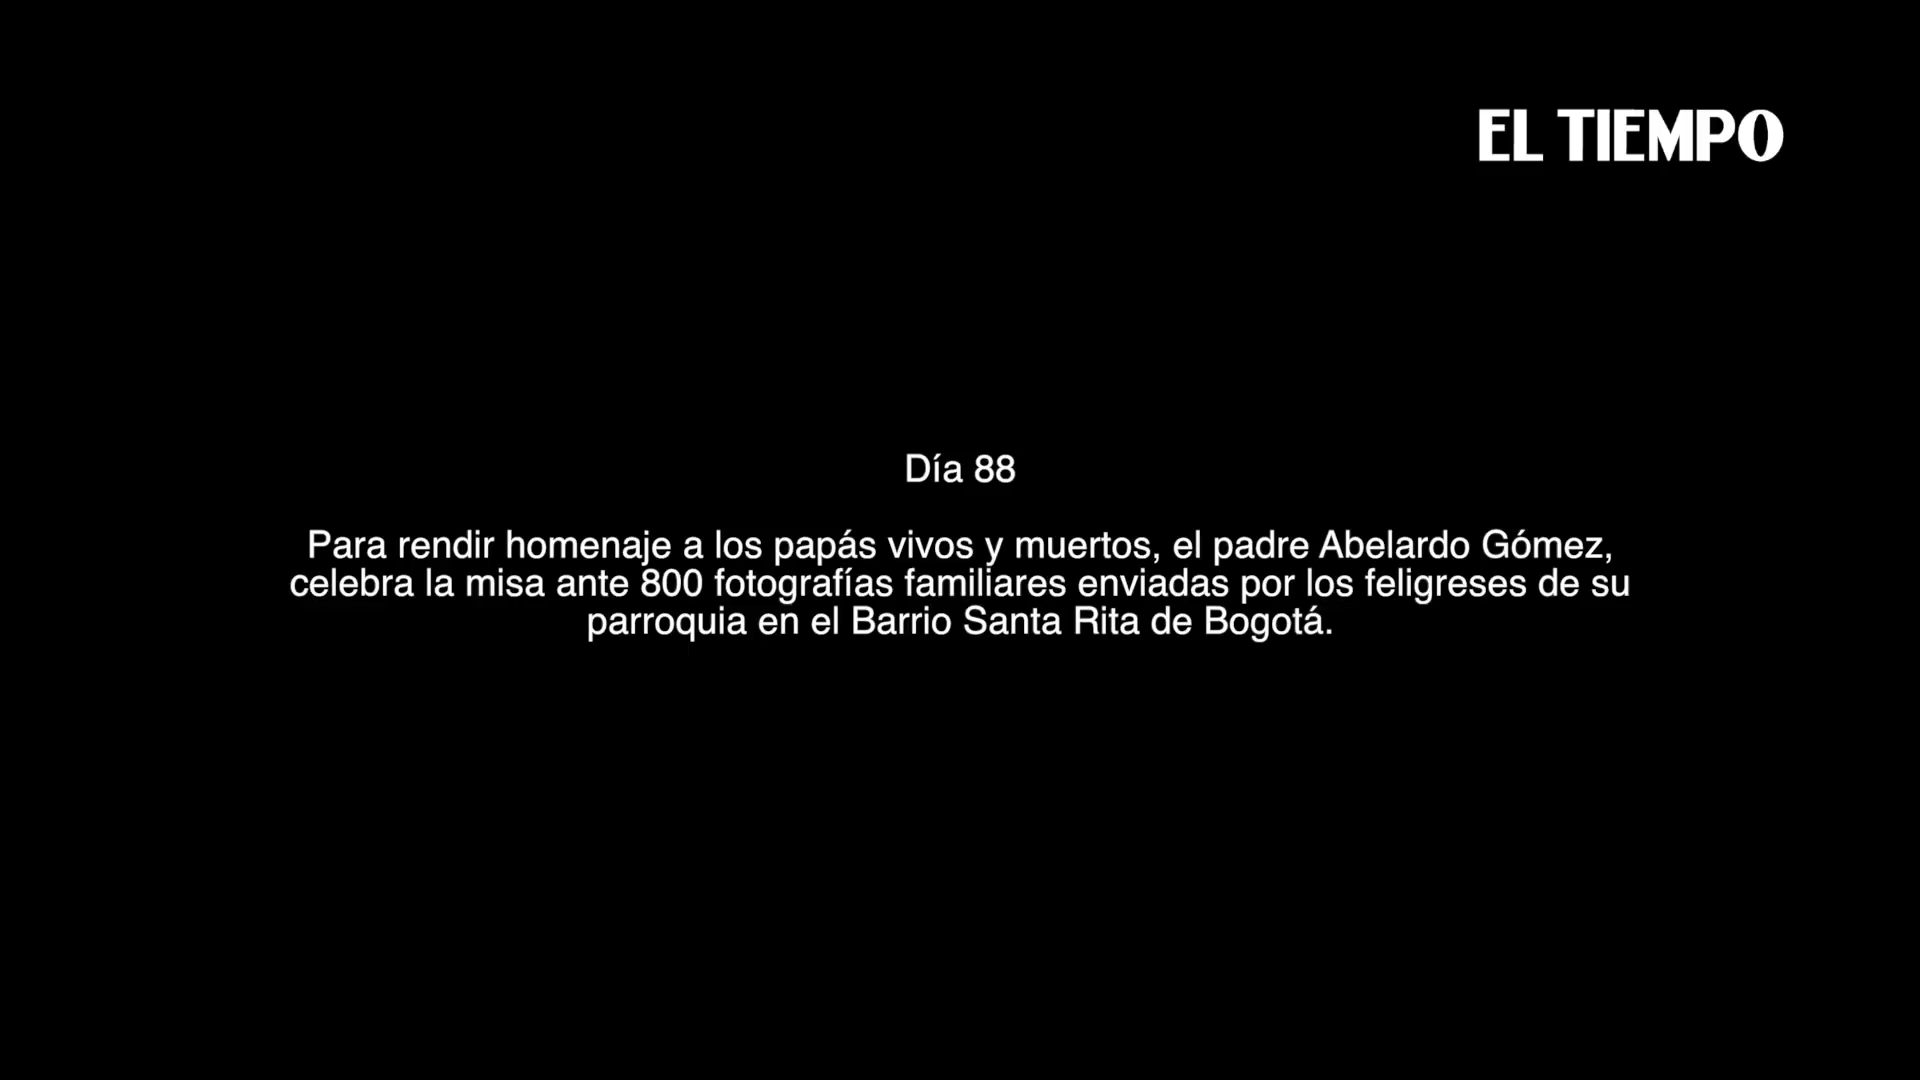 EL TIEMPO
Día 88
Para rendir homenaje a los papás vivos y muertos, el padre Abelardo Gómez,
celebra la misa ante 800 fotografías familiares enviadas por los feligreses de su
parroquia en el Barrio Santa Rita de Bogotá.